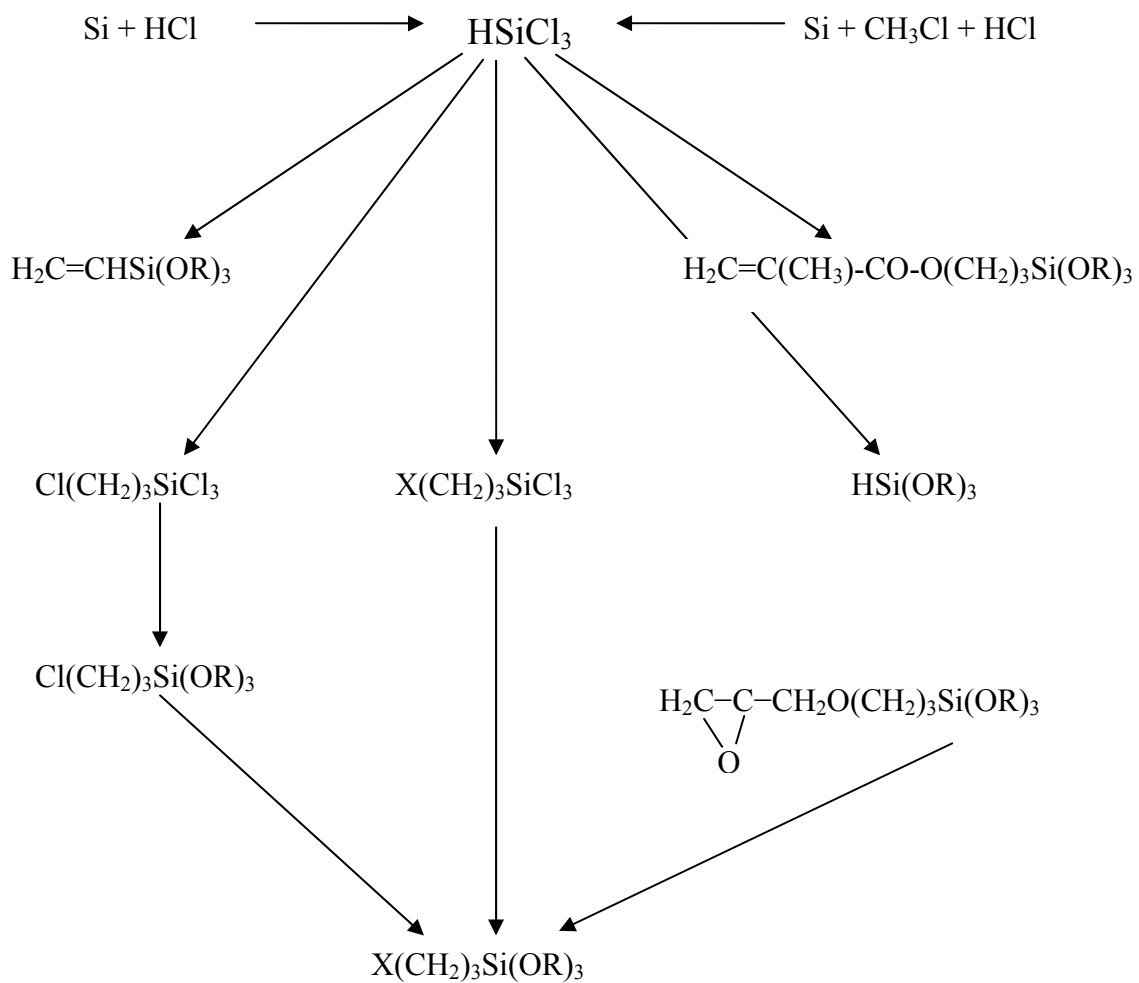 Si + HCl
HSiCl₃
Si + CH₃Cl + HCl
H₂C=CHSi(OR)₃
H₂C=C(CH₃)-CO-O(CH₂)₃Si(OR)₃
Cl(CH₂)₃SiCl₃
X(CH₂)₃SiCl₃
HSi(OR)₃
Cl(CH₂)₃Si(OR)₃
H₂C−C−CH₂O(CH₂)₃Si(OR)₃
O
X(CH₂)₃Si(OR)₃